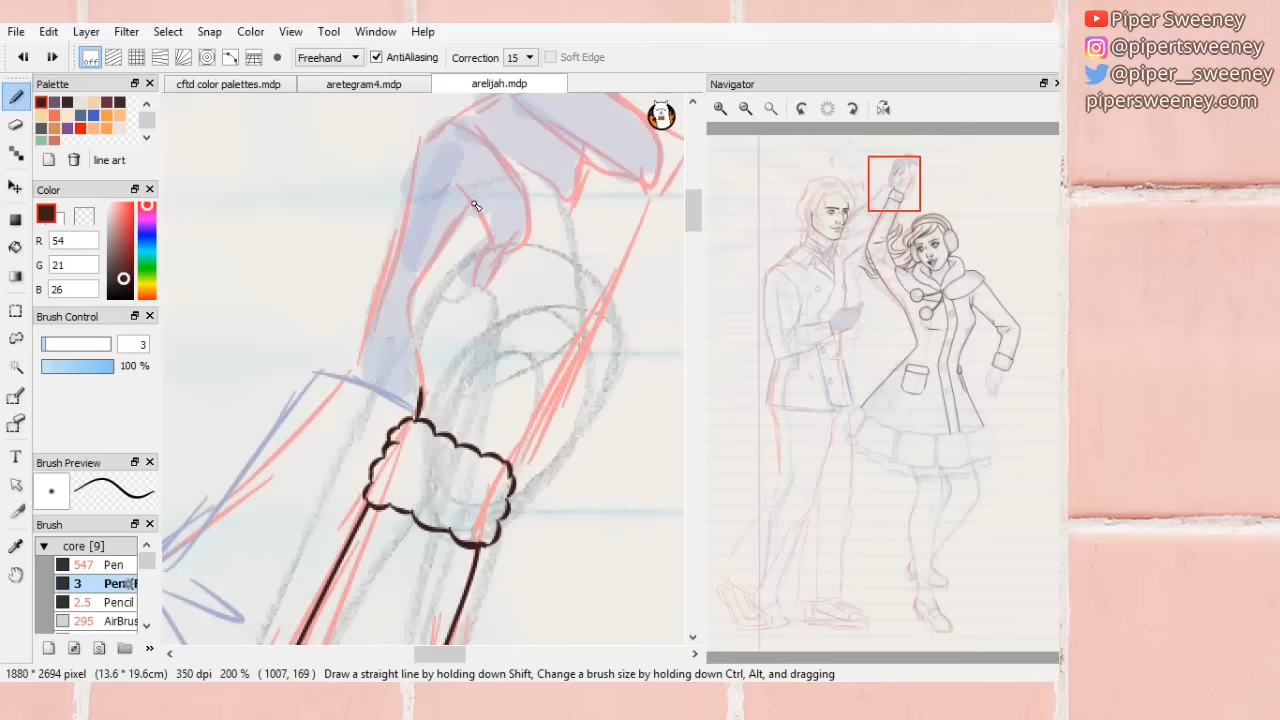 Piper Sweeney
@pipertsweeney
@piper__sweeney
pipersweeney.com
File Edit Layer Filter Select Snap Color View Tool Window Help
off Freehand AntiAliasing Correction 15 Soft Edge
Palette cftd color palettes.mdp aretegram4.mdp arelijah.mdp Navigator
line art
Color
R 54
G 21
B 26
Brush Control
3
100 %
Brush Preview
Brush
core [9]
547 Pen
3
2.5 Pencil
295 AirBrus
1880 * 2694 pixel (13.6 * 19.6cm) 350 dpi 200 % ( 1007, 169 ) Draw a straight line by holding down Shift, Change a brush size by holding down Ctrl, Alt, and dragging